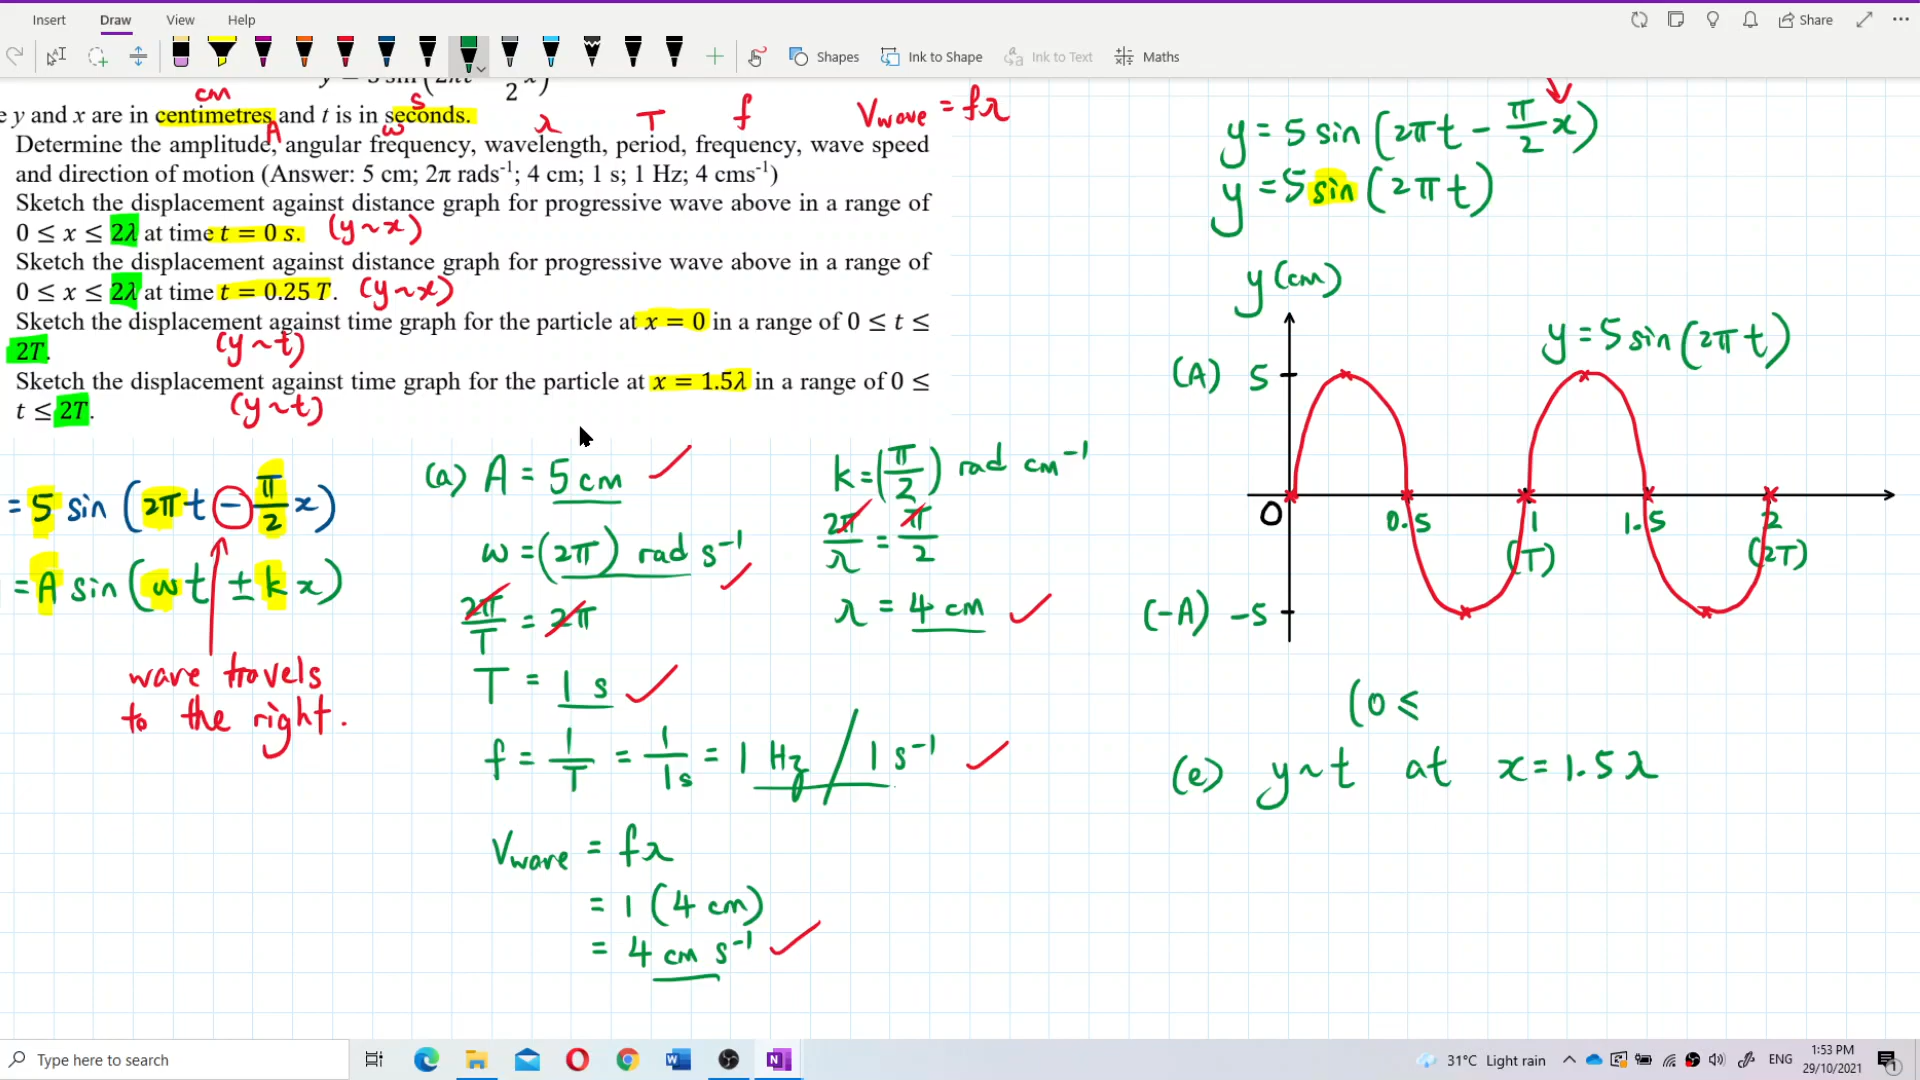 Insert Draw View Help
Share
Shapes Ink to Shape Ink to Text Maths
cm
s
e y and x are in centimetres and t is in seconds.
A ω λ T f V wave = fλ
Determine the amplitude, angular frequency, wavelength, period, frequency, wave speed
and direction of motion (Answer: 5 cm; 2π rads⁻¹; 4 cm; 1 s; 1 Hz; 4 cms⁻¹)
Sketch the displacement against distance graph for progressive wave above in a range of
0 ≤ x ≤ 2λ at time t = 0 s. (y~x)
Sketch the displacement against distance graph for progressive wave above in a range of
0 ≤ x ≤ 2λ at time t = 0.25 T. (y~x)
Sketch the displacement against time graph for the particle at x = 0 in a range of 0 ≤ t ≤
2T. (y~t)
Sketch the displacement against time graph for the particle at x = 1.5λ in a range of 0 ≤
t ≤ 2T. (y~t)
= 5 sin (2πt − π/2 x)
= A sin (ωt ± kx)
wave travels
to the right.
(a) A = 5 cm
ω = (2π) rad s⁻¹
2π/T = 2π
T = 1 s
f = 1/T = 1/1s = 1 Hz / 1 s⁻¹
V wave = fλ
= 1 (4 cm)
= 4 cm s⁻¹
k = (π/2) rad cm⁻¹
2π/λ = π/2
λ = 4 cm
y = 5 sin (2πt − π/2 x)
y = 5 sin (2πt)
y (cm)
y = 5 sin (2πt)
(A) 5
O 0.5 1 1.5 2
(T) (2T)
(-A) -5
(0 ≤
(e) y~t at x = 1.5λ
Type here to search
31°C Light rain
ENG
1:53 PM
29/10/2021
1